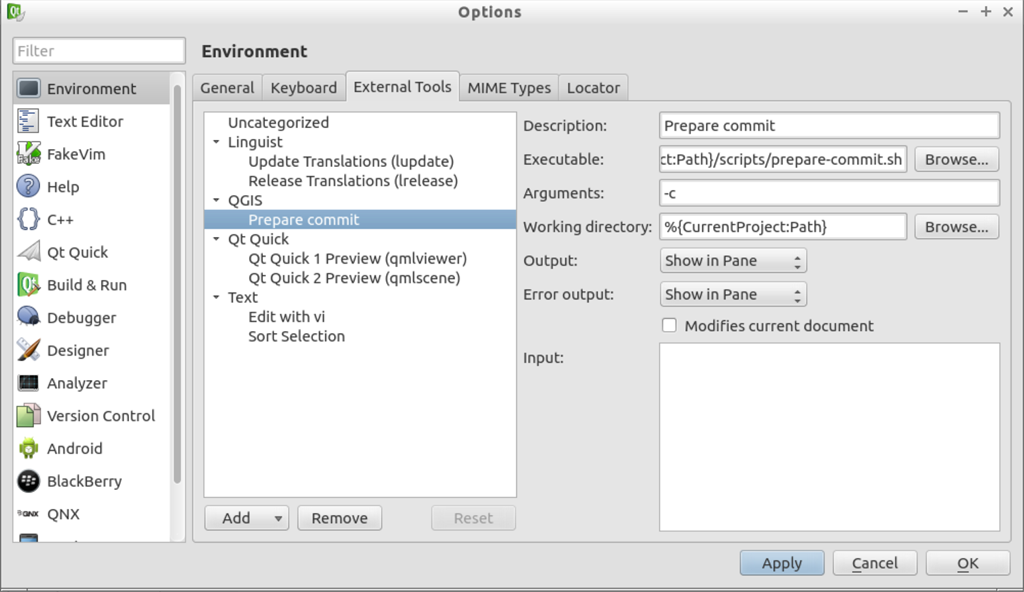 Options
Filter
Environment
Text Editor
FakeVim
Help
C++
Qt Quick
Build & Run
Debugger
Designer
Analyzer
Version Control
Android
BlackBerry
QNX
Environment
General
Keyboard
External Tools
MIME Types
Locator
Uncategorized
Linguist
Update Translations (lupdate)
Release Translations (lrelease)
QGIS
Prepare commit
Qt Quick
Qt Quick 1 Preview (qmlviewer)
Qt Quick 2 Preview (qmlscene)
Text
Edit with vi
Sort Selection
Add
Remove
Reset
Description: Prepare commit
Executable: ct:Path}/scripts/prepare-commit.sh Browse...
Arguments: -c
Working directory: %{CurrentProject:Path} Browse...
Output: Show in Pane
Error output: Show in Pane
Modifies current document
Input:
Apply
Cancel
OK